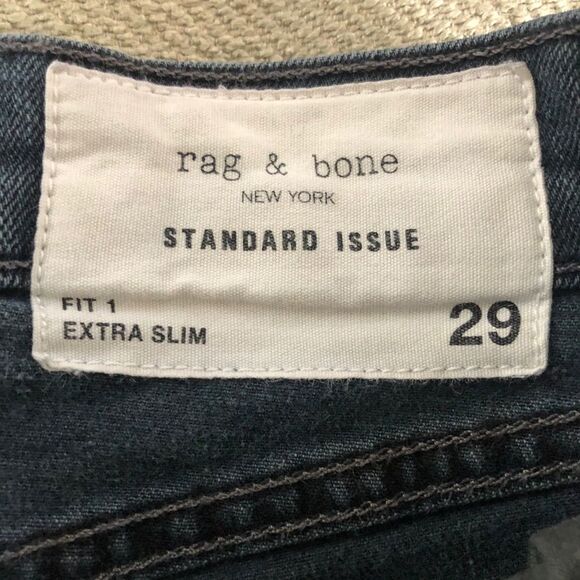 rag & bone
NEW YORK
STANDARD ISSUE
FIT 1
EXTRA SLIM
29